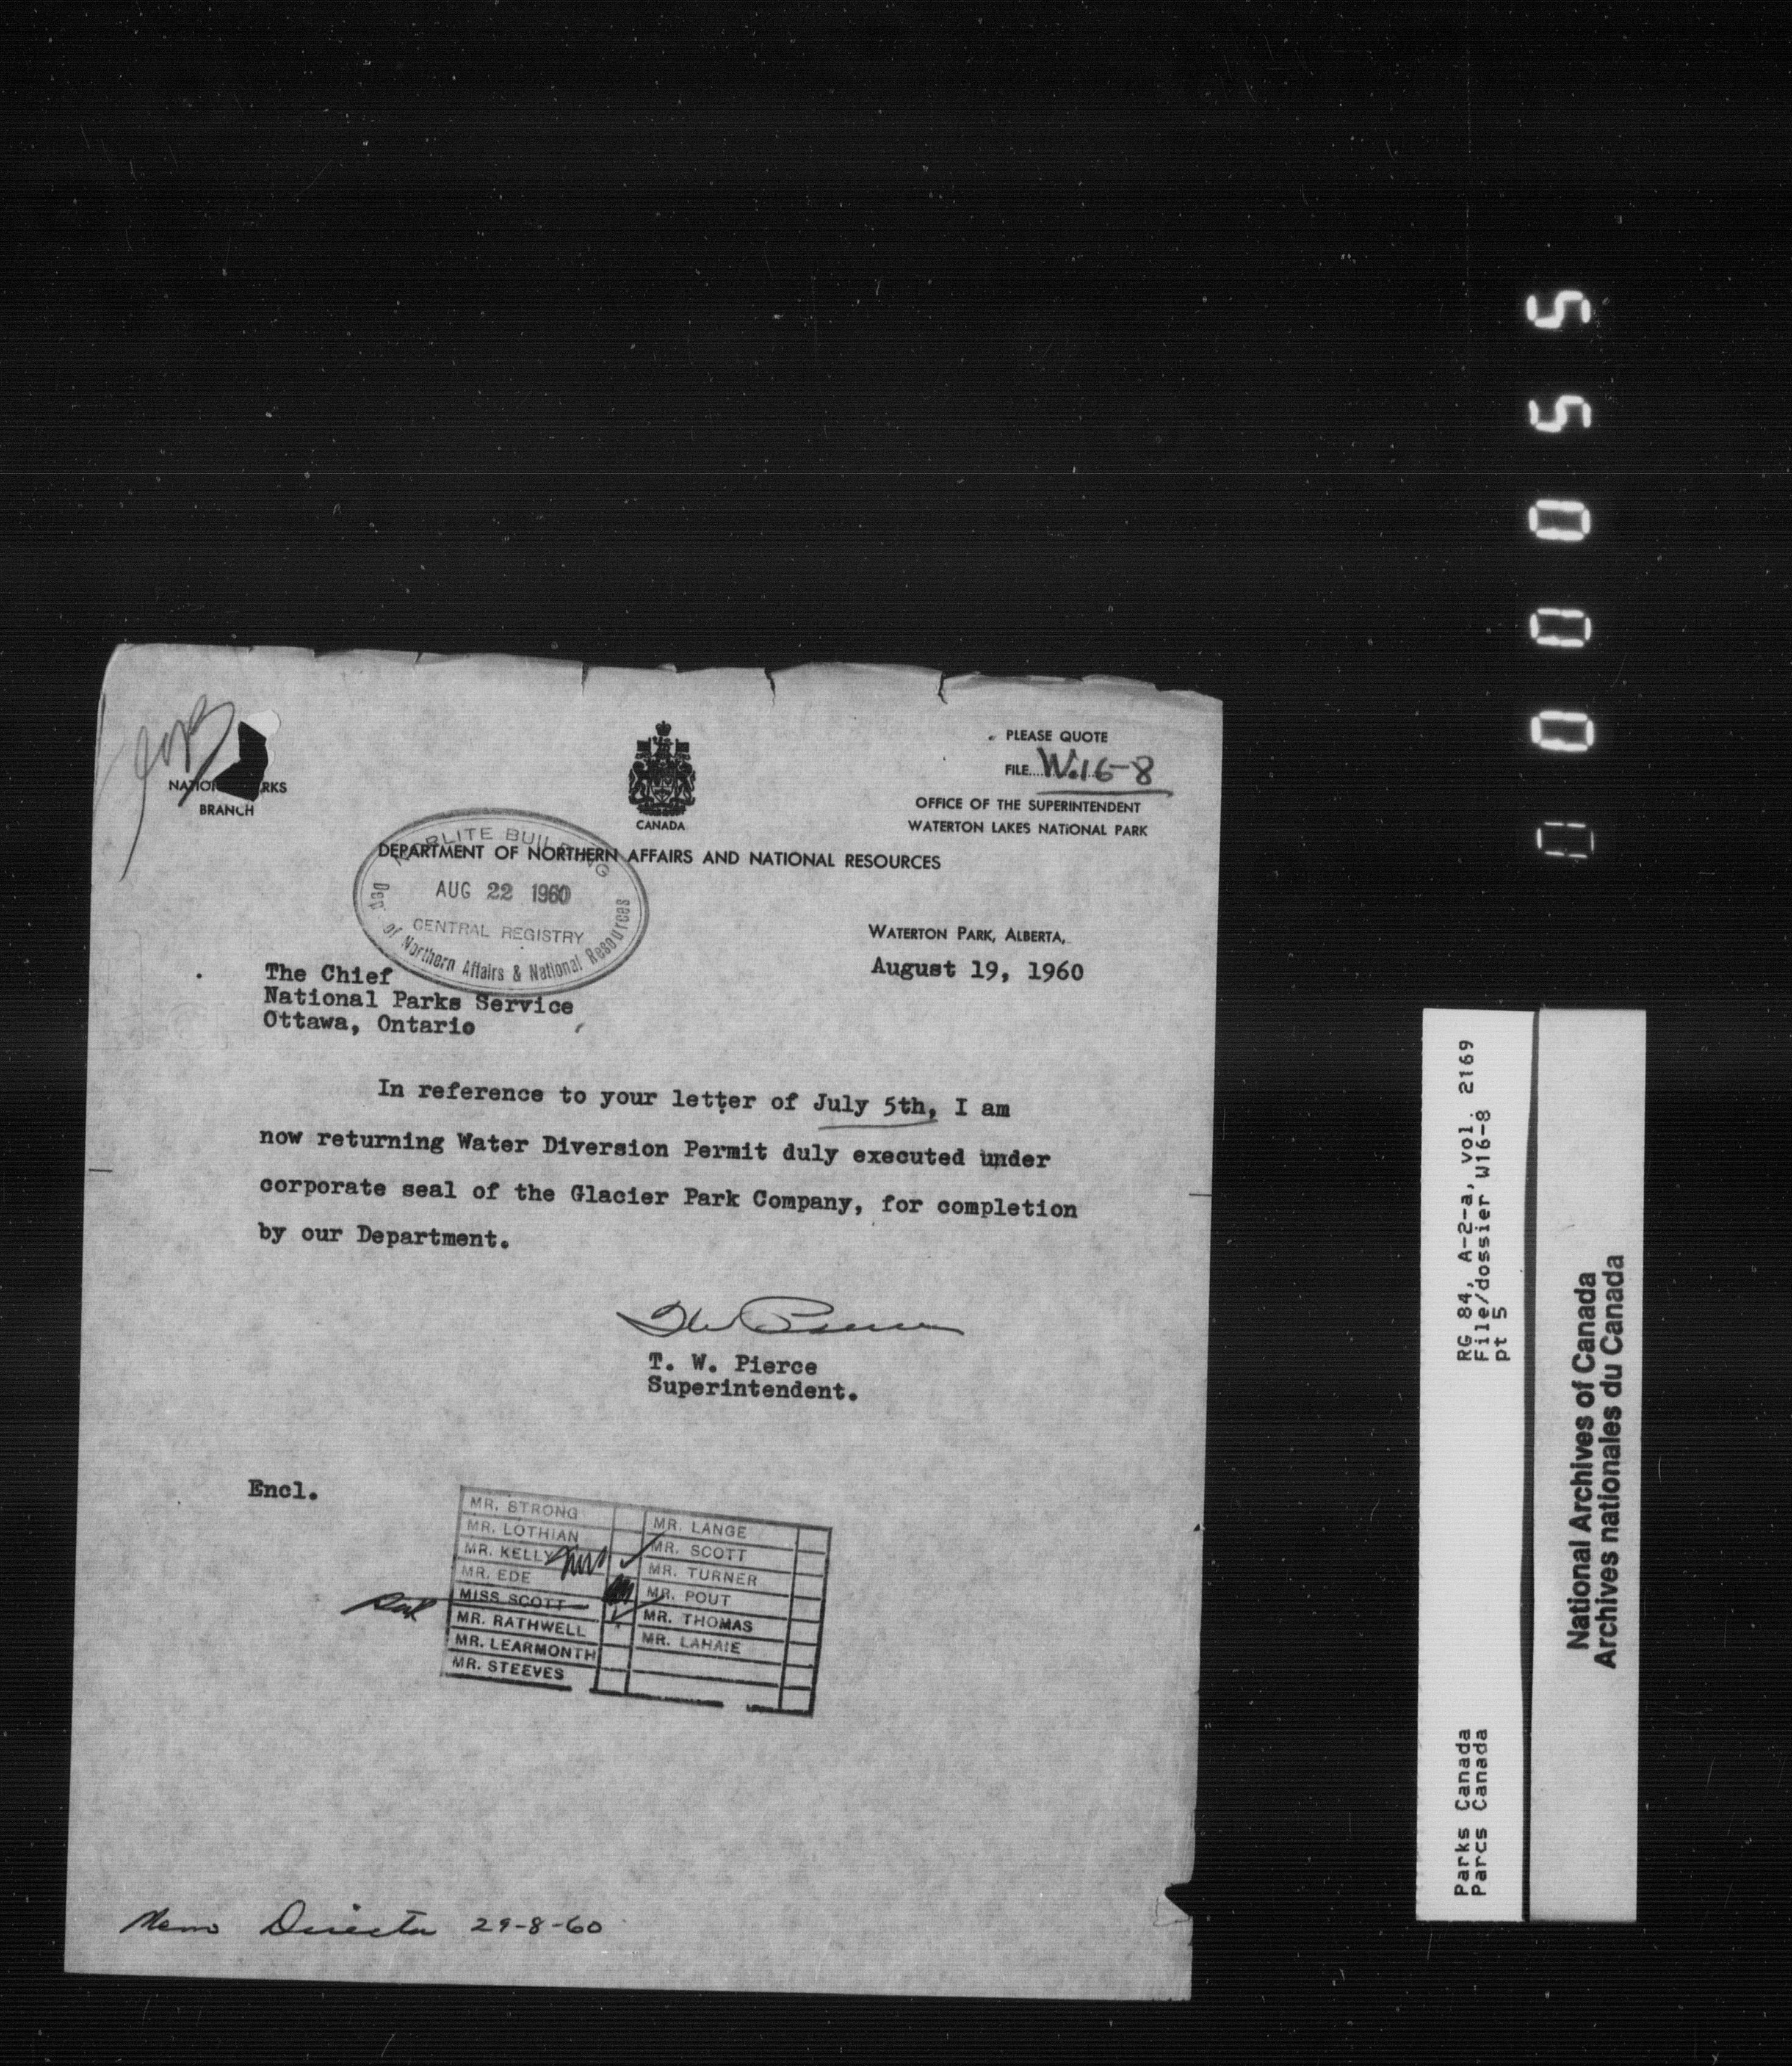 PLEASE QUOTE
FILE W.16-8
NATIONAL PARKS
BRANCH
CANADA
OFFICE OF THE SUPERINTENDENT
WATERTON LAKES NATIONAL PARK
DEPARTMENT OF NORTHERN AFFAIRS AND NATIONAL RESOURCES
AUG 22 1960
CENTRAL REGISTRY
Dep. of Northern Affairs & National Resources
WATERTON PARK, ALBERTA,
August 19, 1960
The Chief
National Parks Service
Ottawa, Ontario
In reference to your letter of July 5th, I am
now returning Water Diversion Permit duly executed under
corporate seal of the Glacier Park Company, for completion
by our Department.
T. W. Pierce
Superintendent.
Encl.
MR. STRONG
MR. LOTHIAN
MR. KELLY
MR. EDE
MISS SCOTT
MR. RATHWELL
MR. LEARMONTH
MR. STEEVES
MR. LANGE
MR. SCOTT
MR. TURNER
MR. POUT
MR. THOMAS
MR. LAHAIE
Memo Director 29-8-60
0000055
RG 84, A-2-a, vol. 2169
File/dossier W16-8
pt 5
Parks Canada
Parcs Canada
National Archives of Canada
Archives nationales du Canada